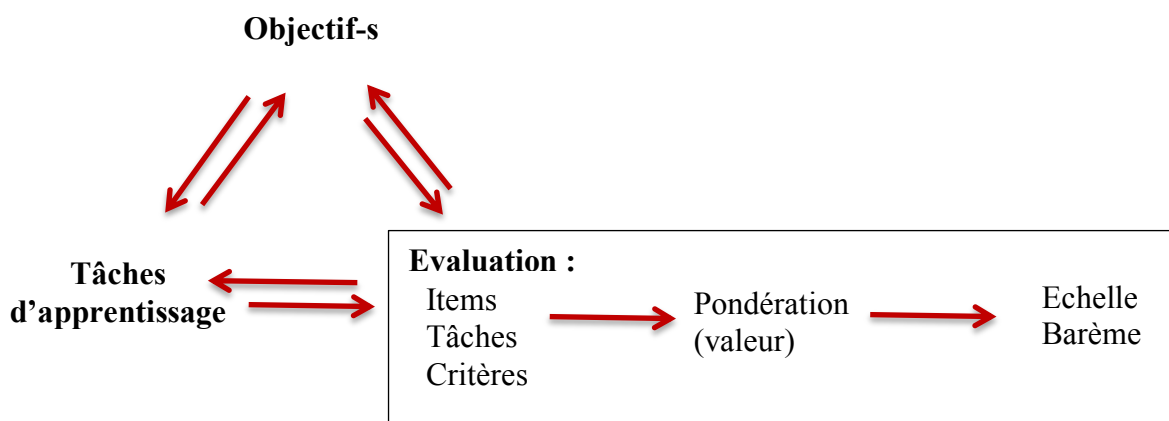 Objectif-s
Tâches
d’apprentissage
Evaluation :
Items
Tâches
Critères
Pondération
(valeur)
Echelle
Barème